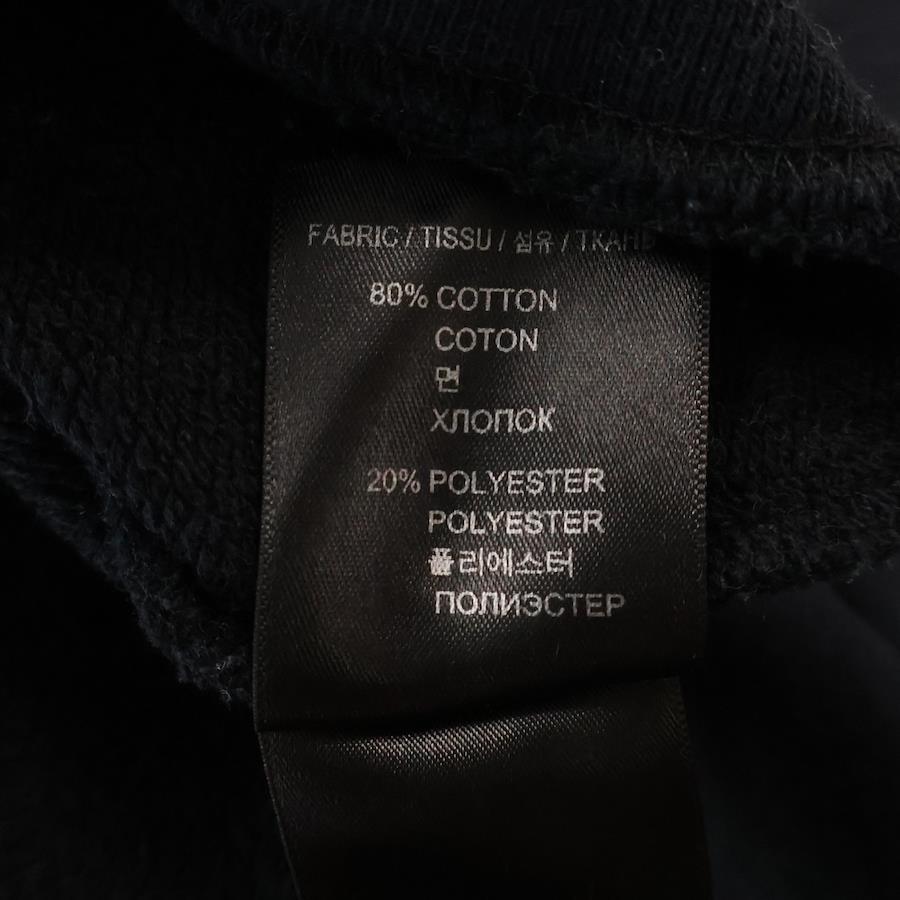 FABRIC / TISSU / 섬유 / ТКАНЬ
80% COTTON
COTON
면
ХЛОПОК
20% POLYESTER
POLYESTER
폴리에스터
ПОЛИЭСТЕР